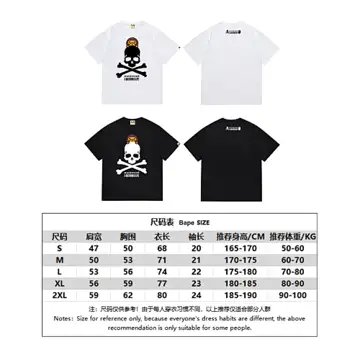 尺码表 Bape SIZE
尺码 肩宽 胸围 衣长 袖长 推荐身高/CM 推荐体重/KG
S 47 50 68 20 165-170 50-60
M 50 53 71 21 170-175 60-70
L 53 56 74 22 175-180 70-80
XL 56 59 77 23 180-185 80-90
2XL 59 62 80 24 185-190 90-100
注：尺码仅供参考！由于每人穿衣习惯不同，以上推荐仅适合部分人群
Notes: Size for reference only, because everyone's dress habits are different, the above
recommendation is only suitable for some people.